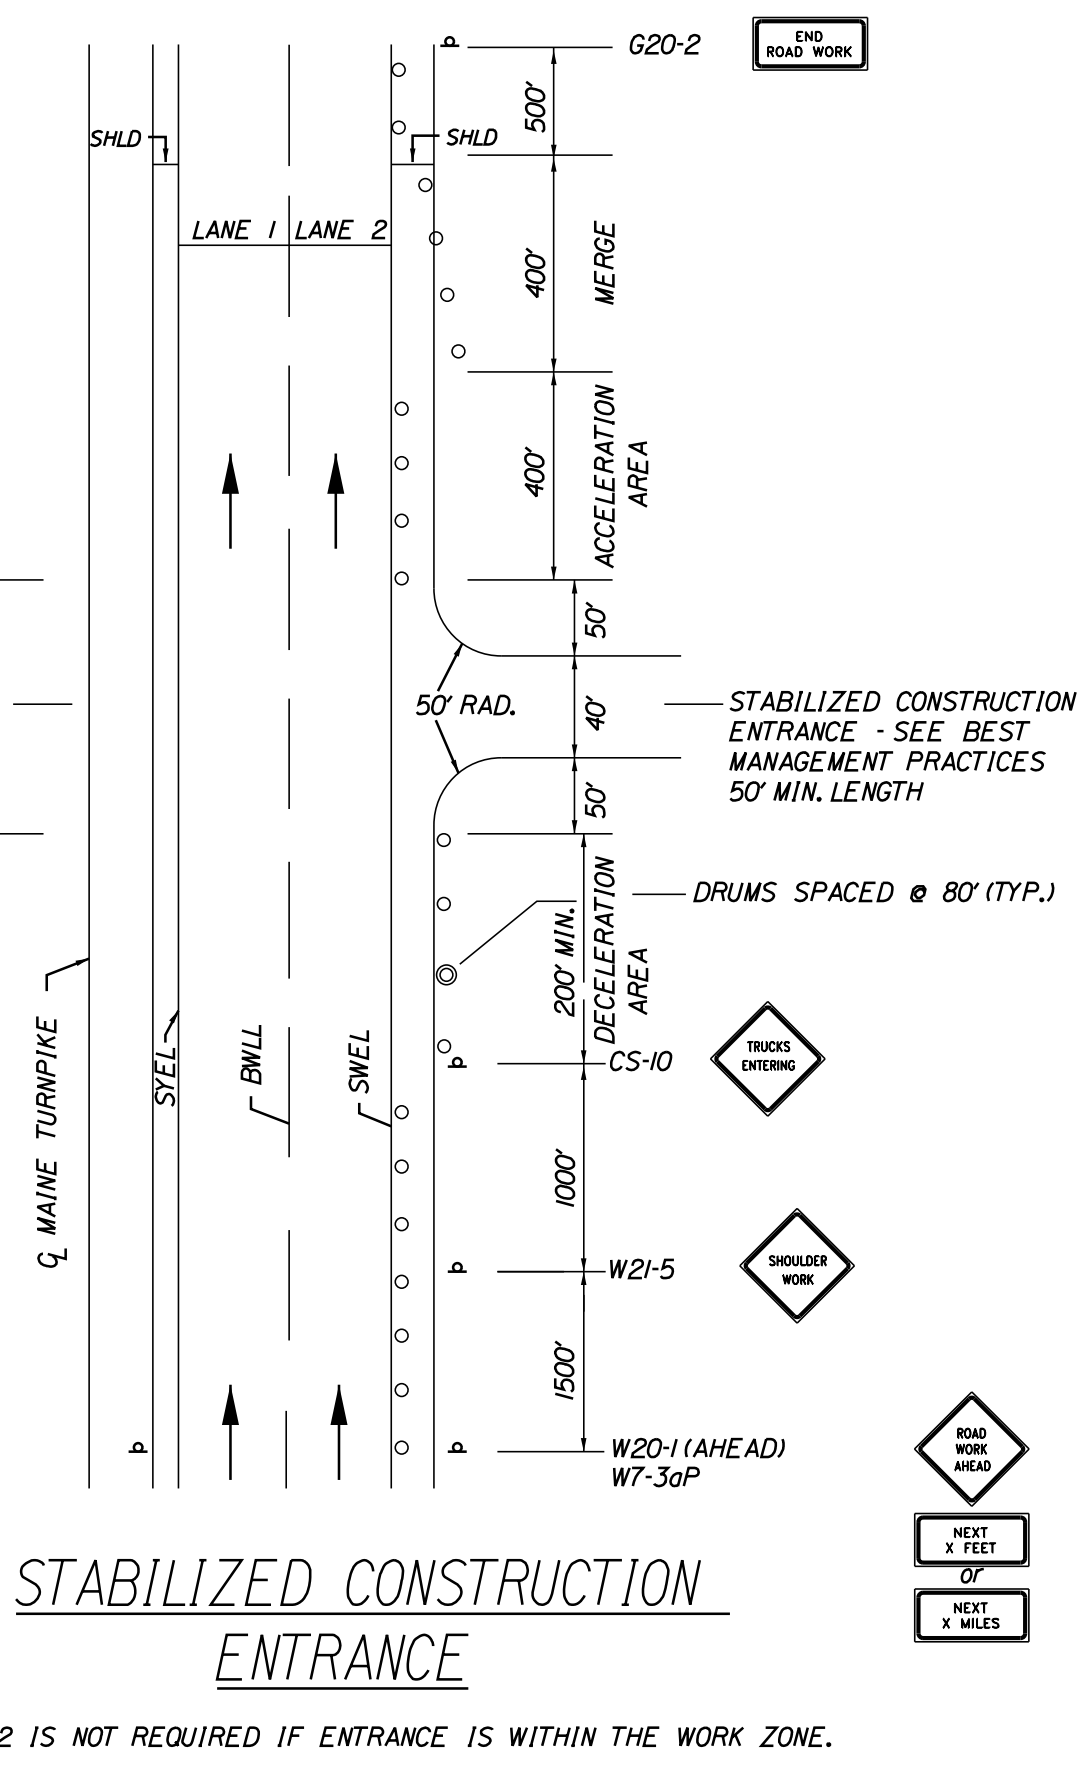 G20-2
END
ROAD WORK
500'
SHLD
SHLD
LANE 1
LANE 2
400'
MERGE
400'
ACCELERATION
AREA
50'
50' RAD.
40'
STABILIZED CONSTRUCTION
ENTRANCE - SEE BEST
MANAGEMENT PRACTICES
50' MIN. LENGTH
50'
200' MIN.
DECELERATION
AREA
DRUMS SPACED @ 80' (TYP.)
CL MAINE TURNPIKE
SYEL
BWLL
SWEL
CS-10
TRUCKS
ENTERING
1000'
W21-5
SHOULDER
WORK
1500'
W20-1 (AHEAD)
W7-3aP
ROAD
WORK
AHEAD
NEXT
X FEET
or
NEXT
X MILES
STABILIZED CONSTRUCTION
ENTRANCE
2 IS NOT REQUIRED IF ENTRANCE IS WITHIN THE WORK ZONE.